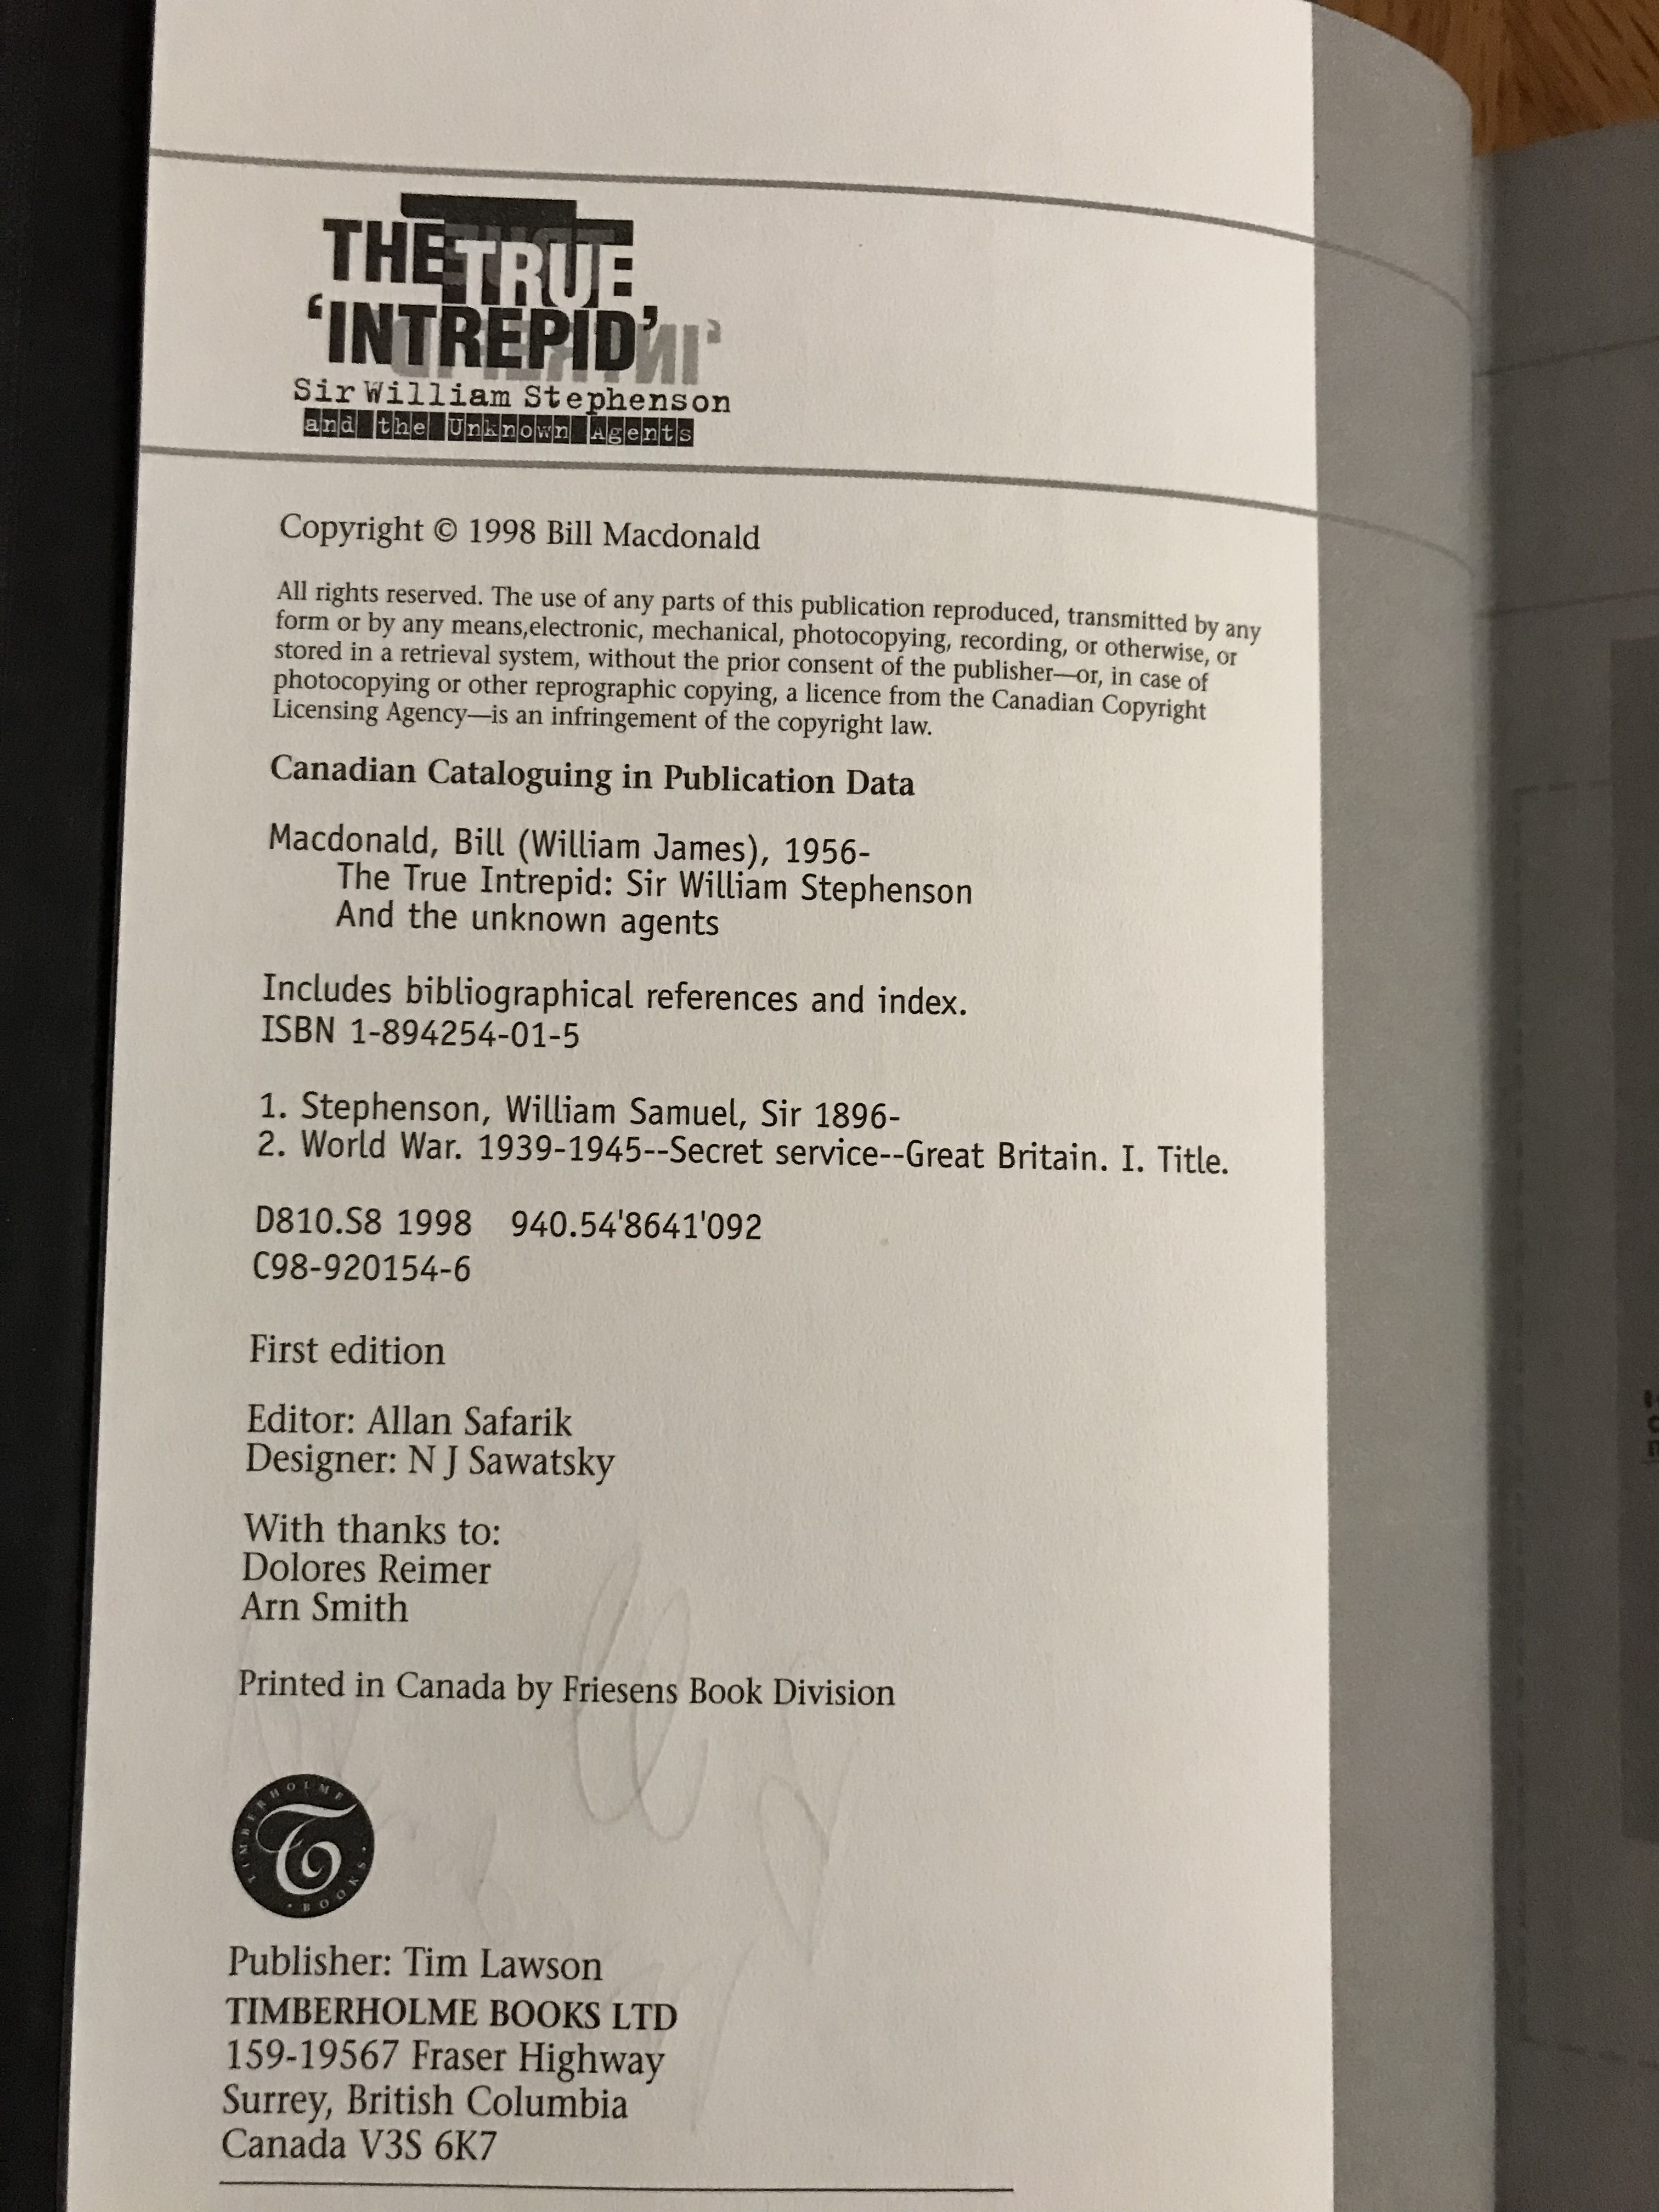 THE TRUE
‘INTREPID’
Sir William Stephenson
and the Unknown Agents
Copyright © 1998 Bill Macdonald
All rights reserved. The use of any parts of this publication reproduced, transmitted by any
form or by any means,electronic, mechanical, photocopying, recording, or otherwise, or
stored in a retrieval system, without the prior consent of the publisher—or, in case of
photocopying or other reprographic copying, a licence from the Canadian Copyright
Licensing Agency—is an infringement of the copyright law.
Canadian Cataloguing in Publication Data
Macdonald, Bill (William James), 1956-
The True Intrepid: Sir William Stephenson
And the unknown agents
Includes bibliographical references and index.
ISBN 1-894254-01-5
1. Stephenson, William Samuel, Sir 1896-
2. World War. 1939-1945--Secret service--Great Britain. I. Title.
D810.S8 1998 940.54'8641'092
C98-920154-6
First edition
Editor: Allan Safarik
Designer: N J Sawatsky
With thanks to:
Dolores Reimer
Arn Smith
Printed in Canada by Friesens Book Division
TIMBERHOLME BOOKS
Publisher: Tim Lawson
TIMBERHOLME BOOKS LTD
159-19567 Fraser Highway
Surrey, British Columbia
Canada V3S 6K7